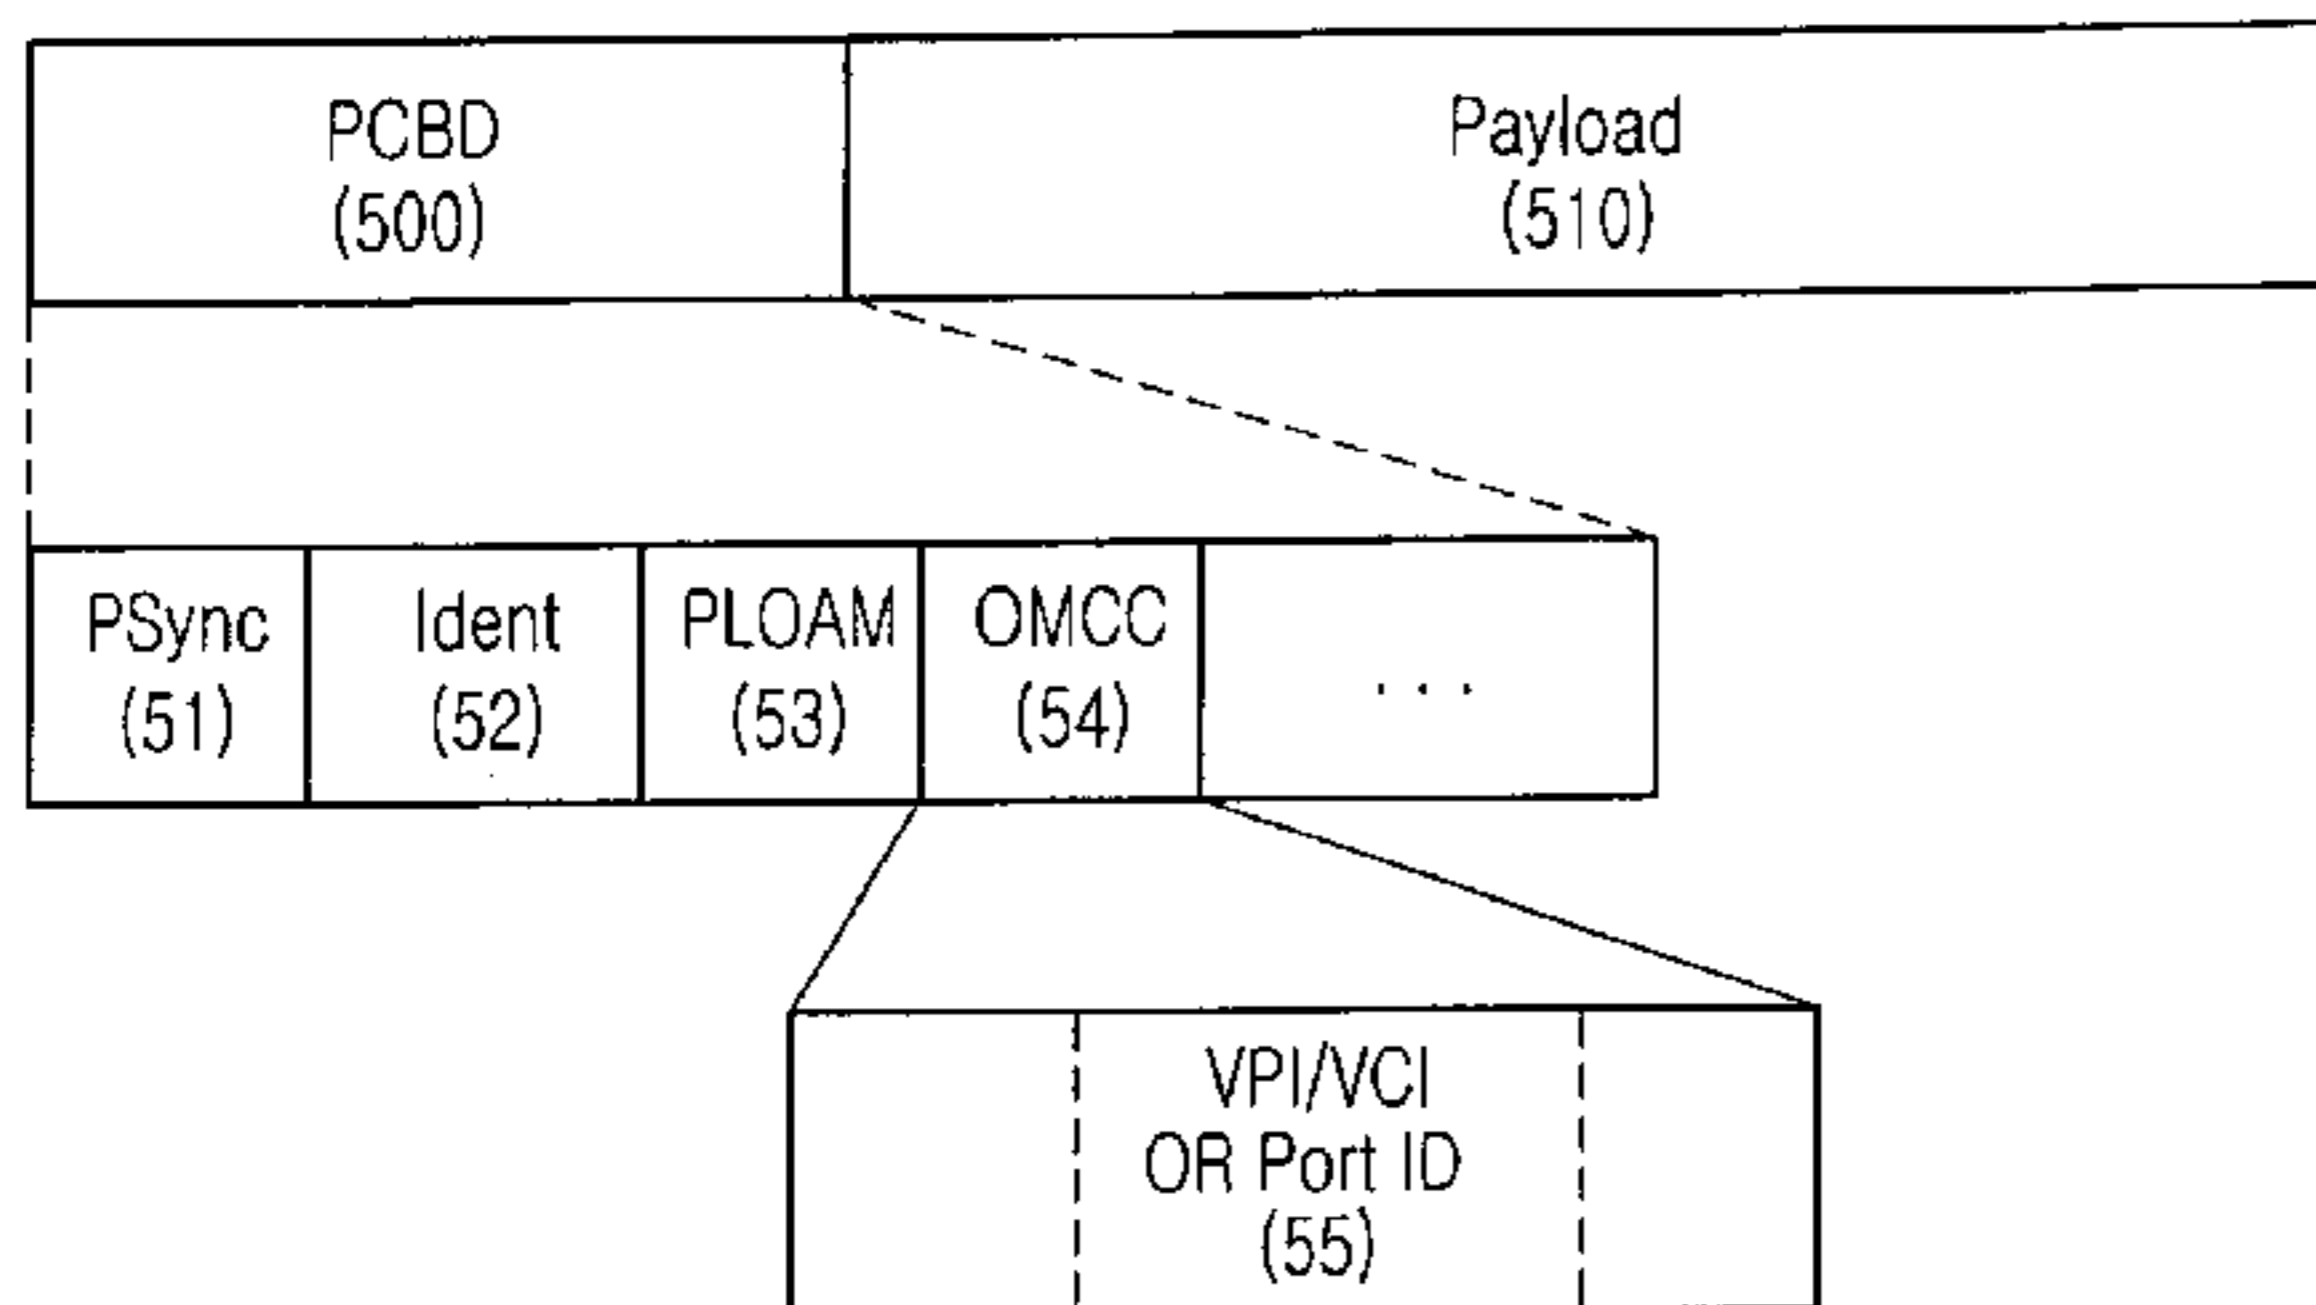 PCBD
(500)
Payload
(510)
PSync
(51)
Ident
(52)
PLOAM
(53)
OMCC
(54)
. . .
VPI/VCI
OR Port ID
(55)